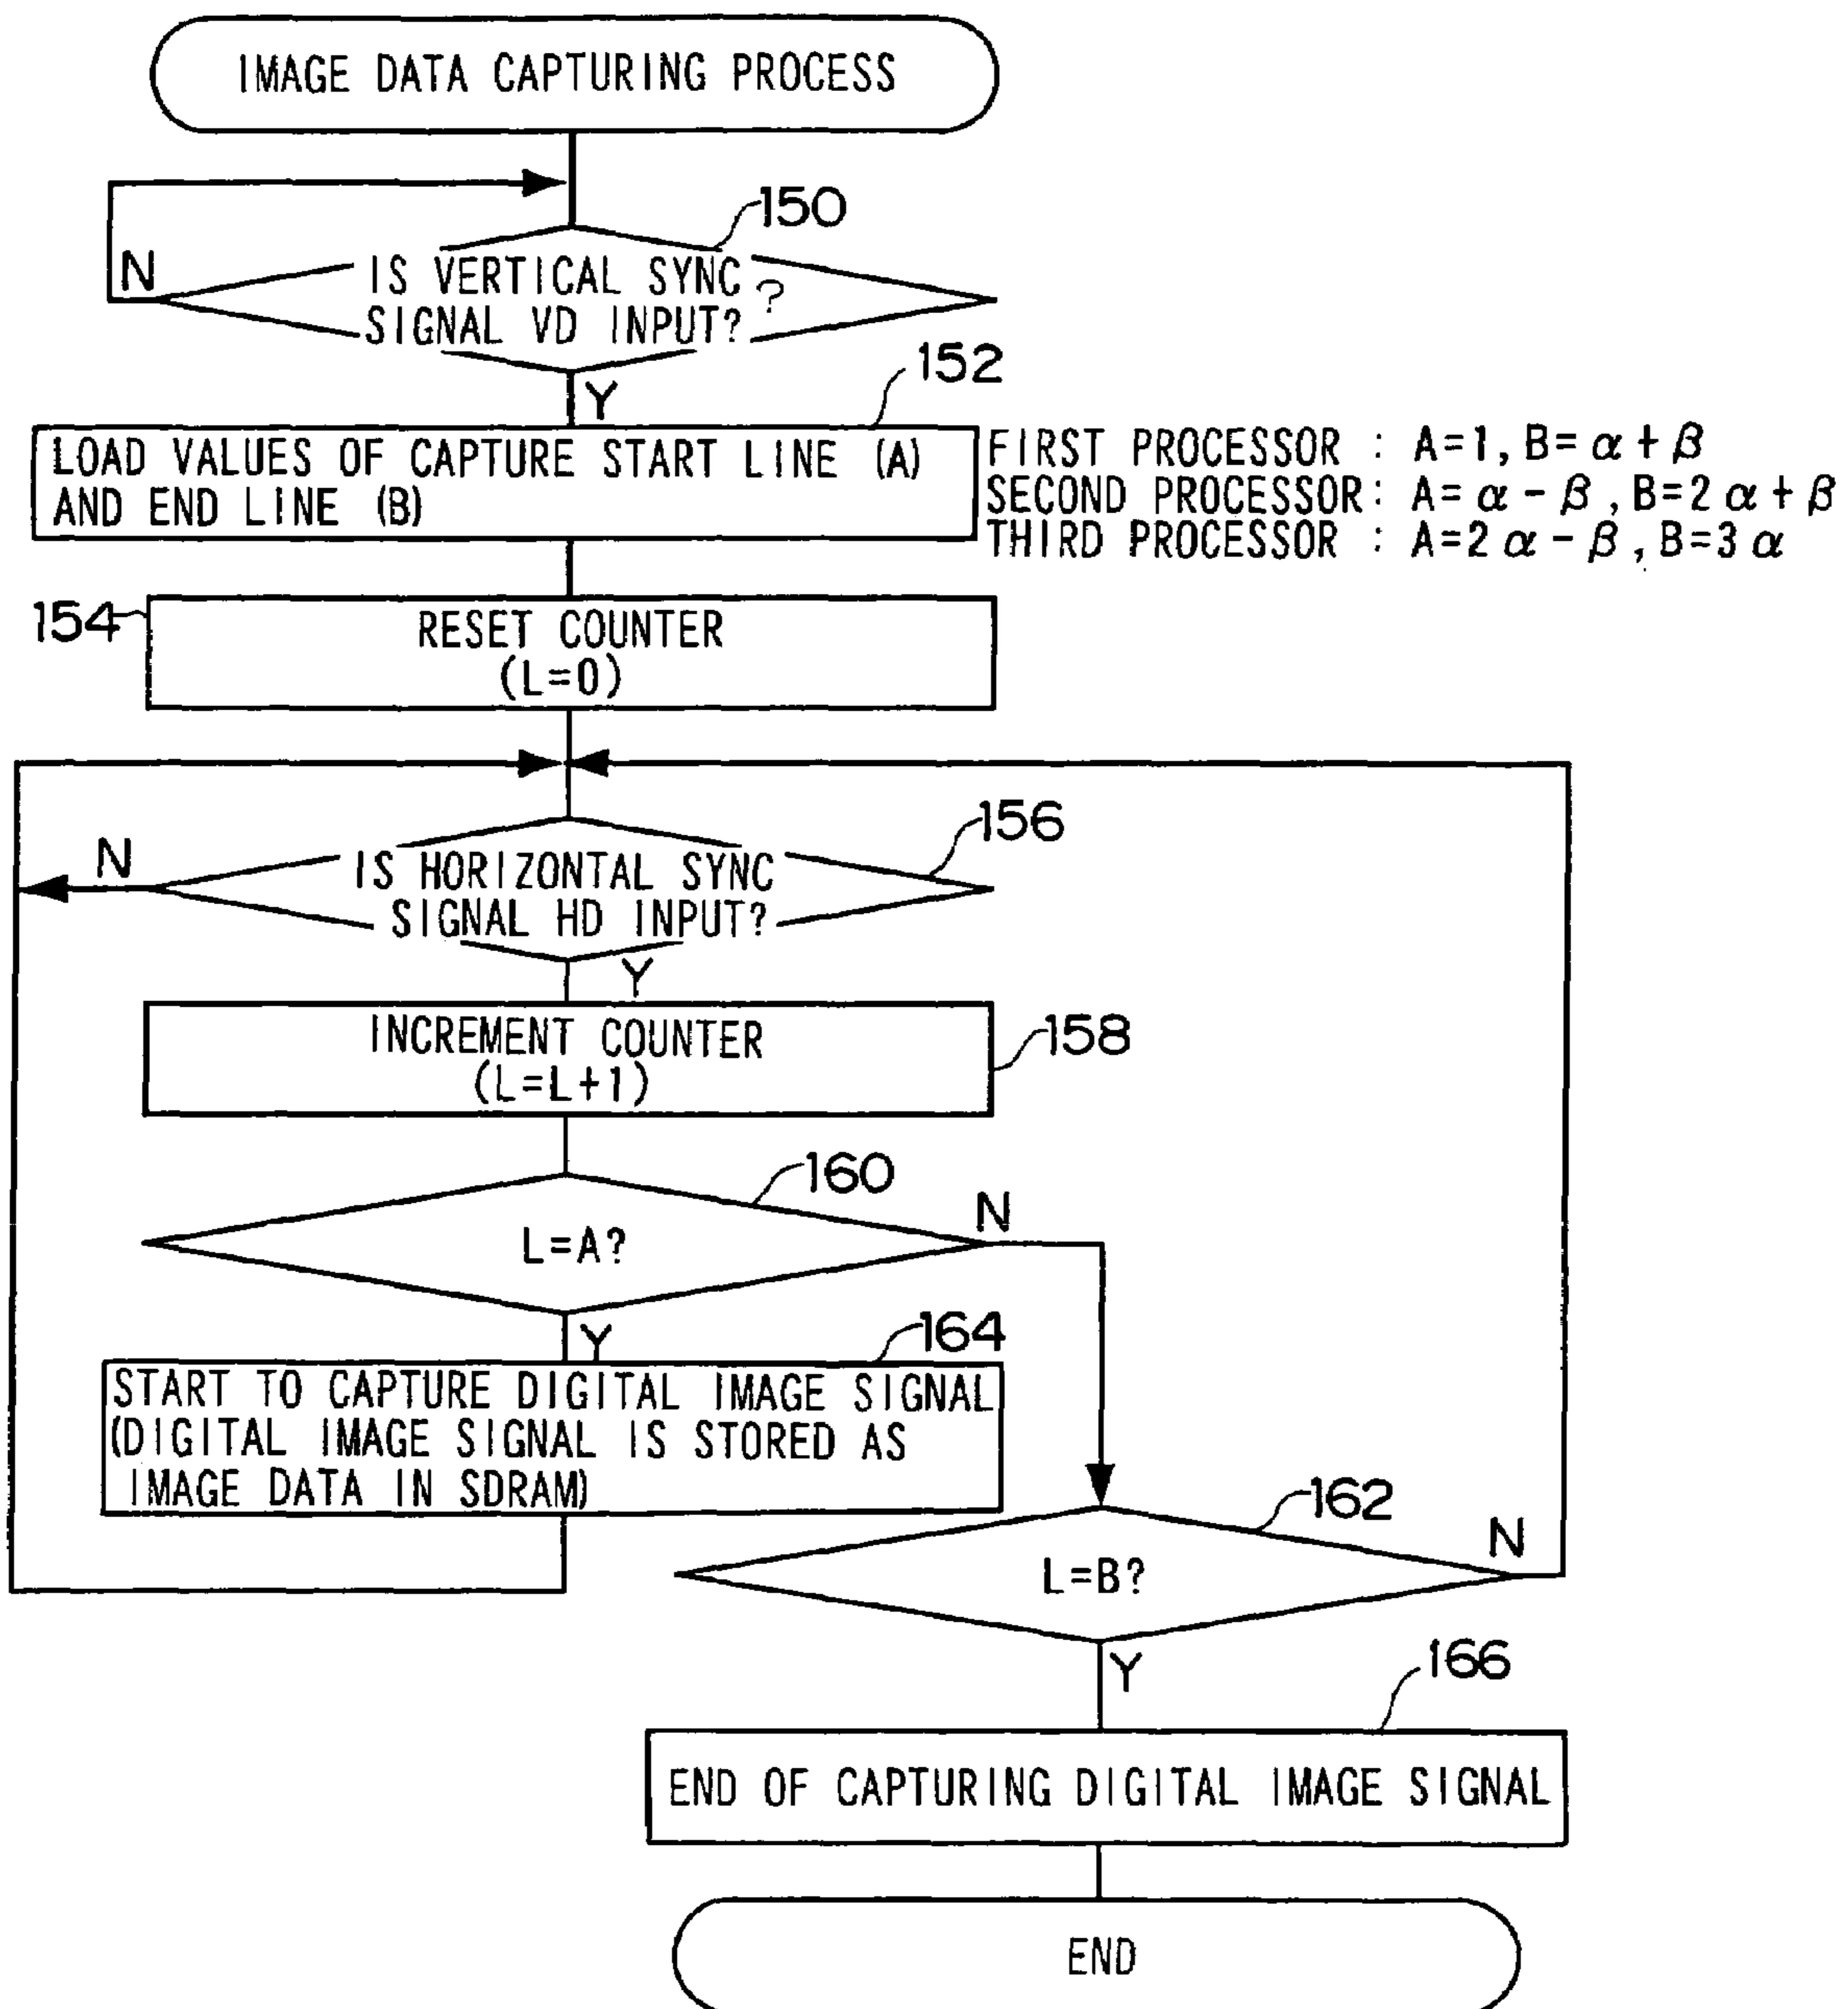 IMAGE DATA CAPTURING PROCESS
150
N
IS VERTICAL SYNC
SIGNAL VD INPUT?
?
Y
152
LOAD VALUES OF CAPTURE START LINE (A)
AND END LINE (B)
FIRST PROCESSOR : A=1, B=α+β
SECOND PROCESSOR: A=α-β, B=2α+β
THIRD PROCESSOR : A=2α-β, B=3α
154
RESET COUNTER
(L=0)
156
N
IS HORIZONTAL SYNC
SIGNAL HD INPUT?
Y
INCREMENT COUNTER
(L=L+1)
158
160
N
L=A?
Y
164
START TO CAPTURE DIGITAL IMAGE SIGNAL
(DIGITAL IMAGE SIGNAL IS STORED AS
IMAGE DATA IN SDRAM)
162
N
L=B?
Y
166
END OF CAPTURING DIGITAL IMAGE SIGNAL
END